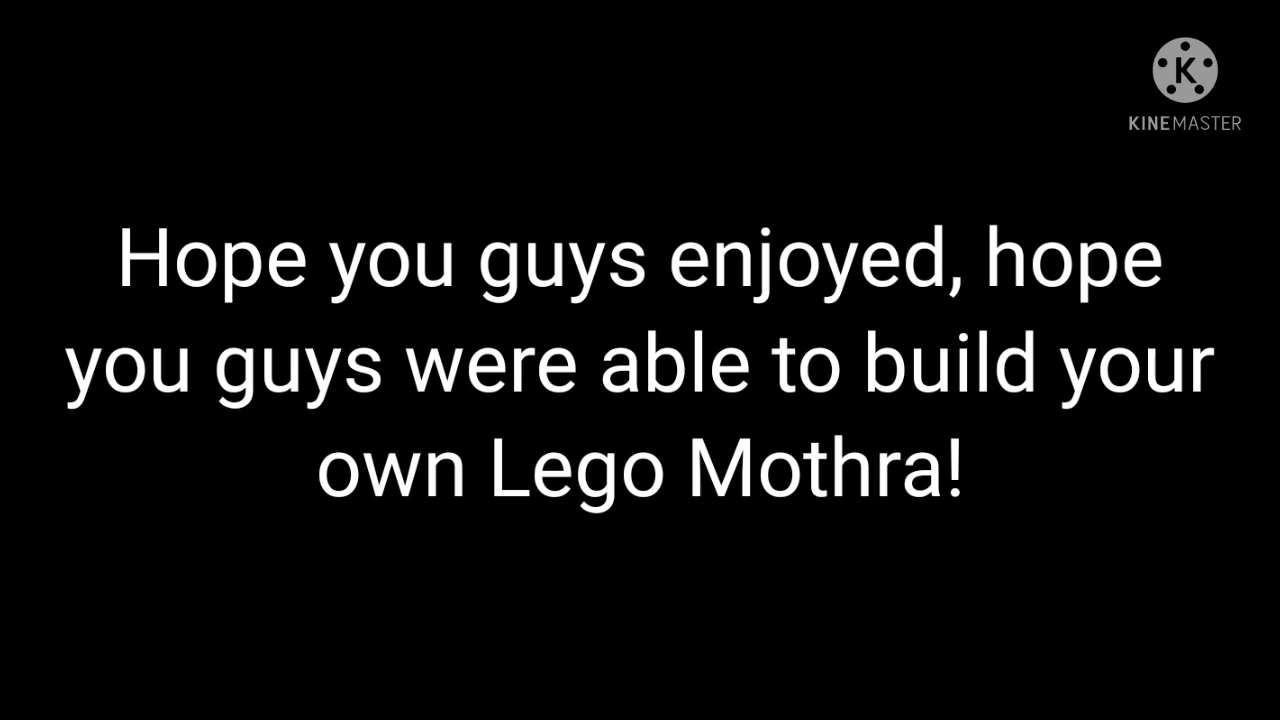 K
KINEMASTER
Hope you guys enjoyed, hope
you guys were able to build your
own Lego Mothra!